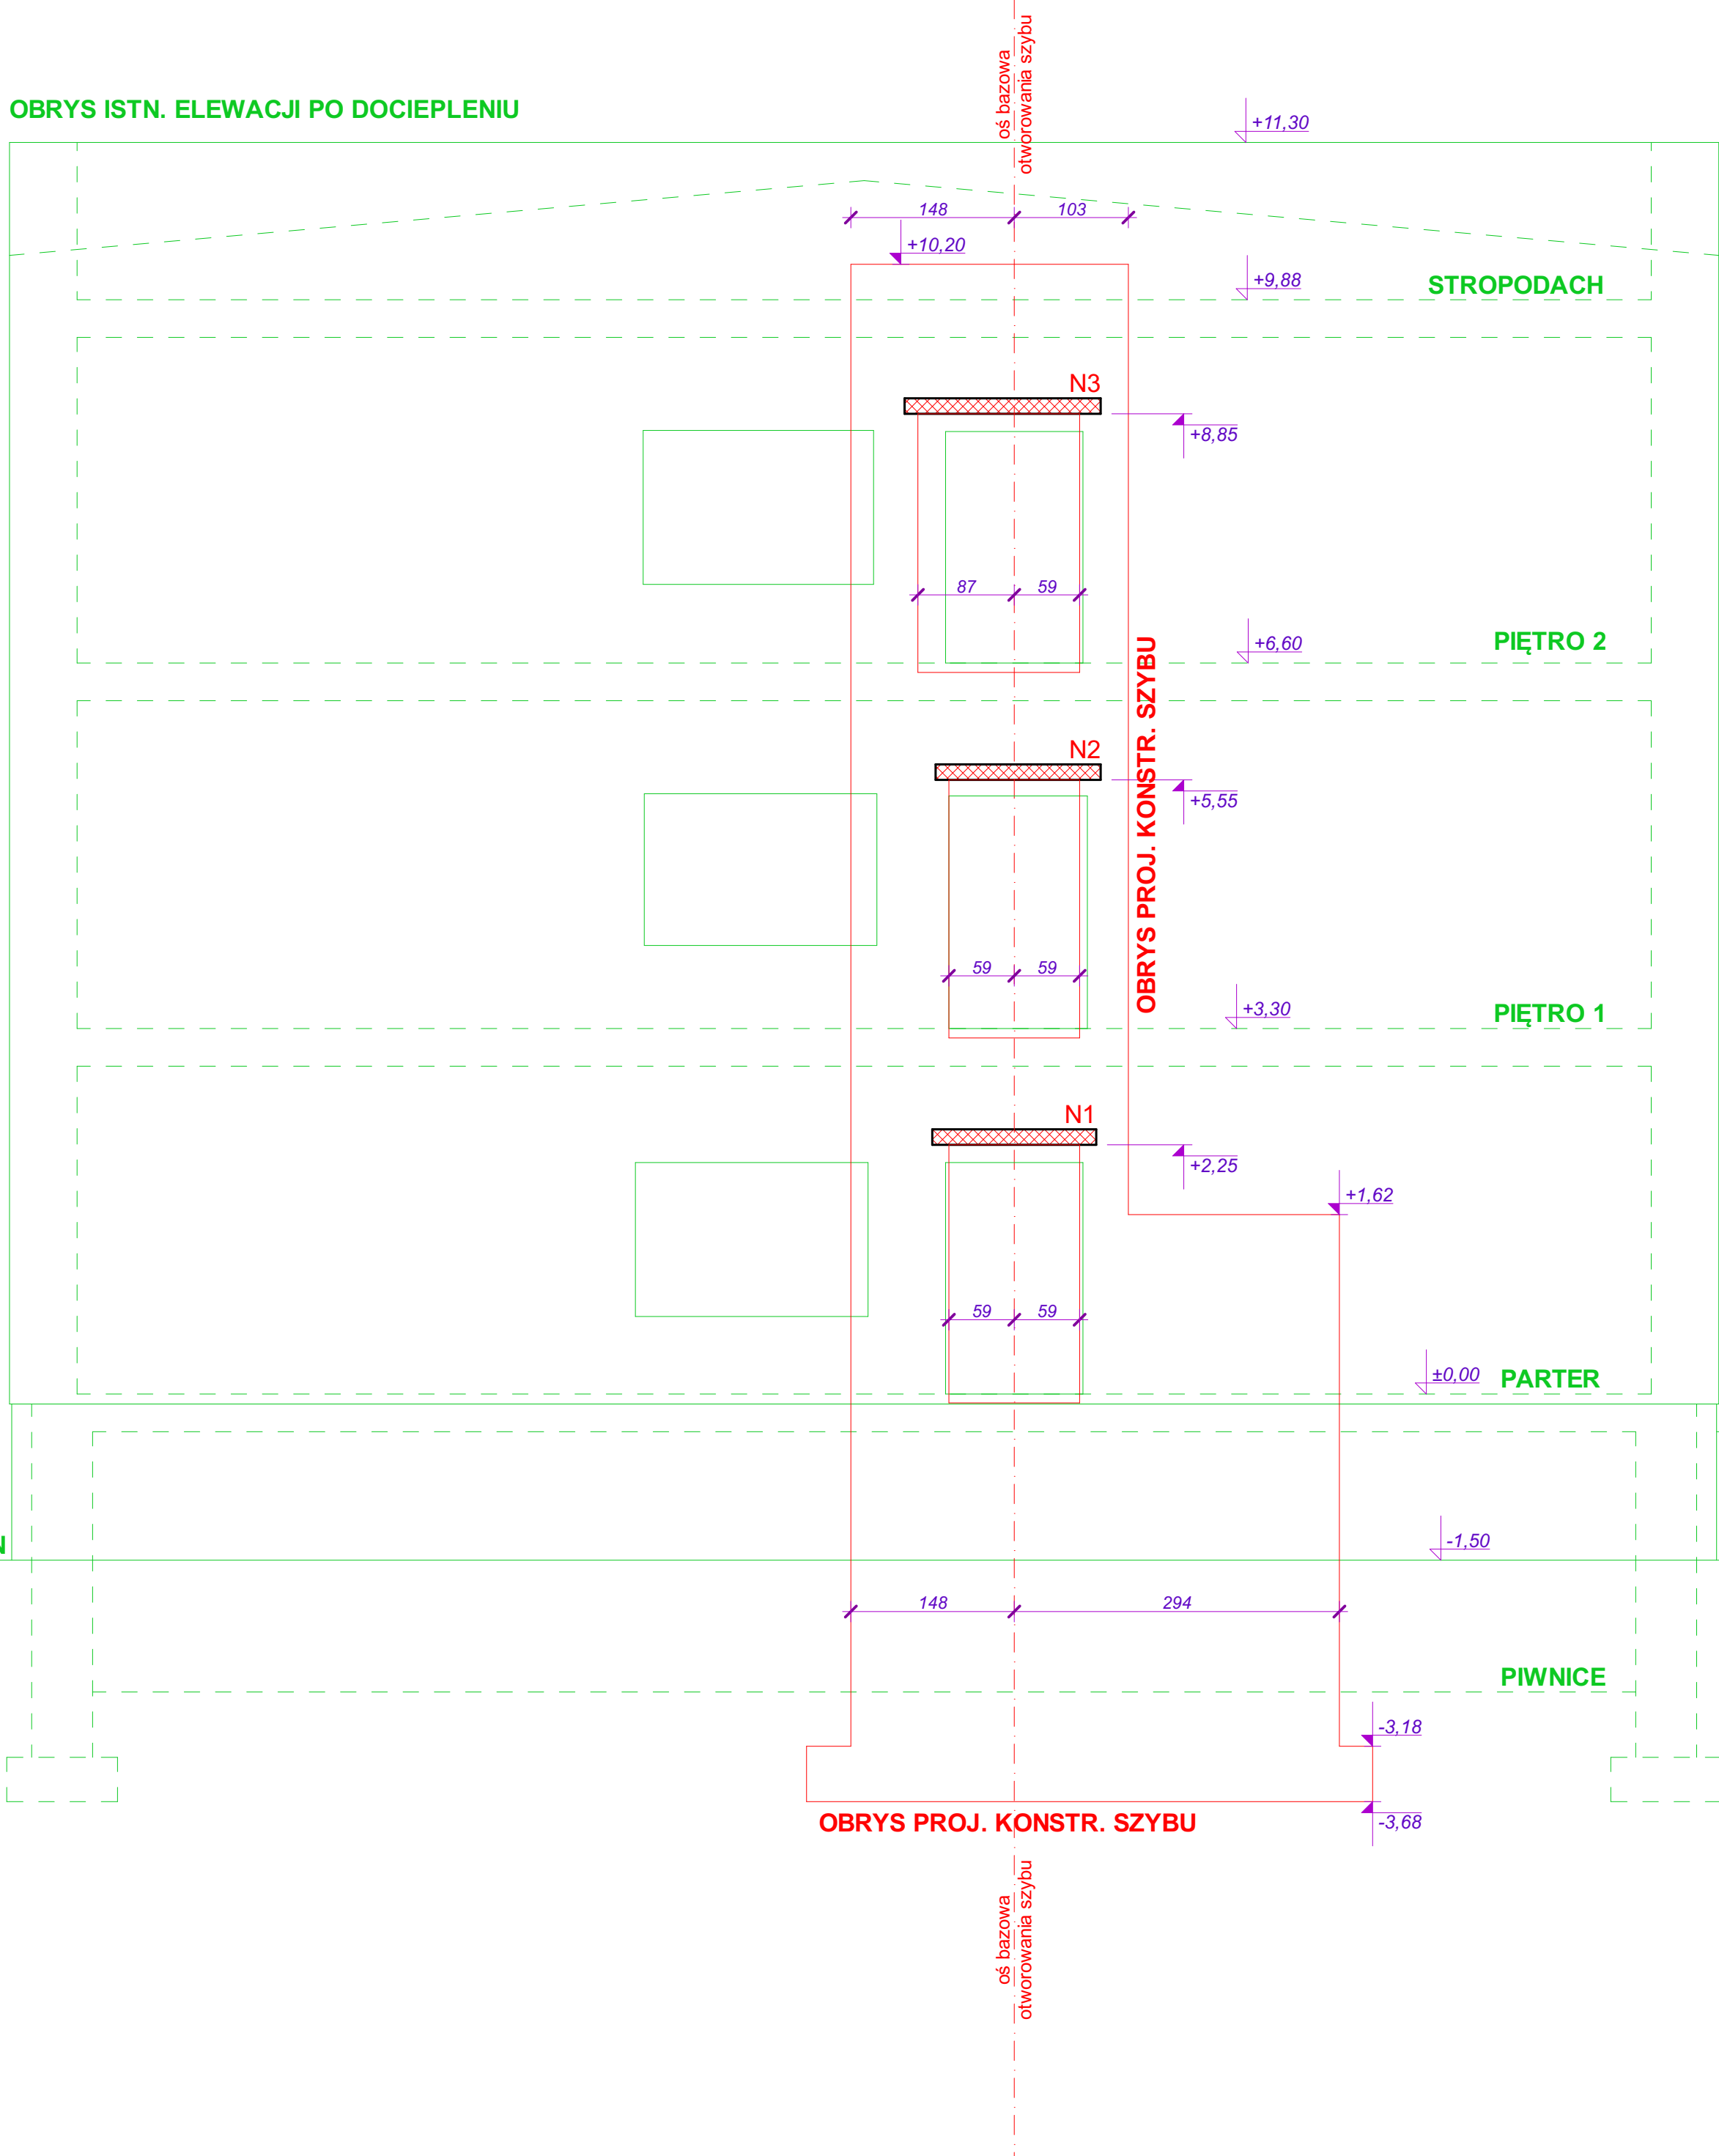 oś bazowa
otworowania szybu
OBRYS ISTN. ELEWACJI PO DOCIEPLENIU
+11,30
148
103
+10,20
+9,88
STROPODACH
N3
+8,85
87
59
+6,60
PIĘTRO 2
OBRYS PROJ. KONSTR. SZYBU
N2
+5,55
59
59
+3,30
PIĘTRO 1
N1
+2,25
+1,62
59
59
±0,00
PARTER
-1,50
148
294
PIWNICE
-3,18
-3,68
OBRYS PROJ. KONSTR. SZYBU
oś bazowa
otworowania szybu